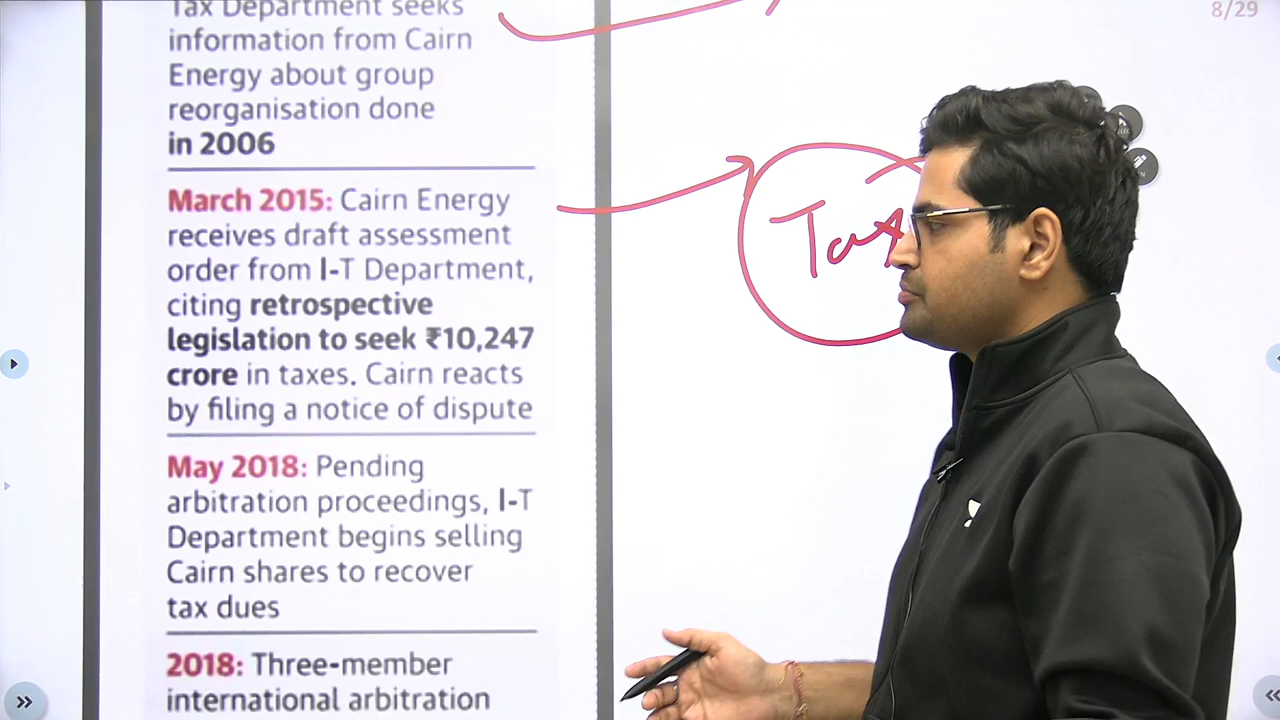 Tax Department seeks
information from Cairn
Energy about group
reorganisation done
in 2006
March 2015: Cairn Energy
receives draft assessment
order from I-T Department,
citing retrospective
legislation to seek ₹10,247
crore in taxes. Cairn reacts
by filing a notice of dispute
May 2018: Pending
arbitration proceedings, I-T
Department begins selling
Cairn shares to recover
tax dues
2018: Three-member
international arbitration
8/29
Tax